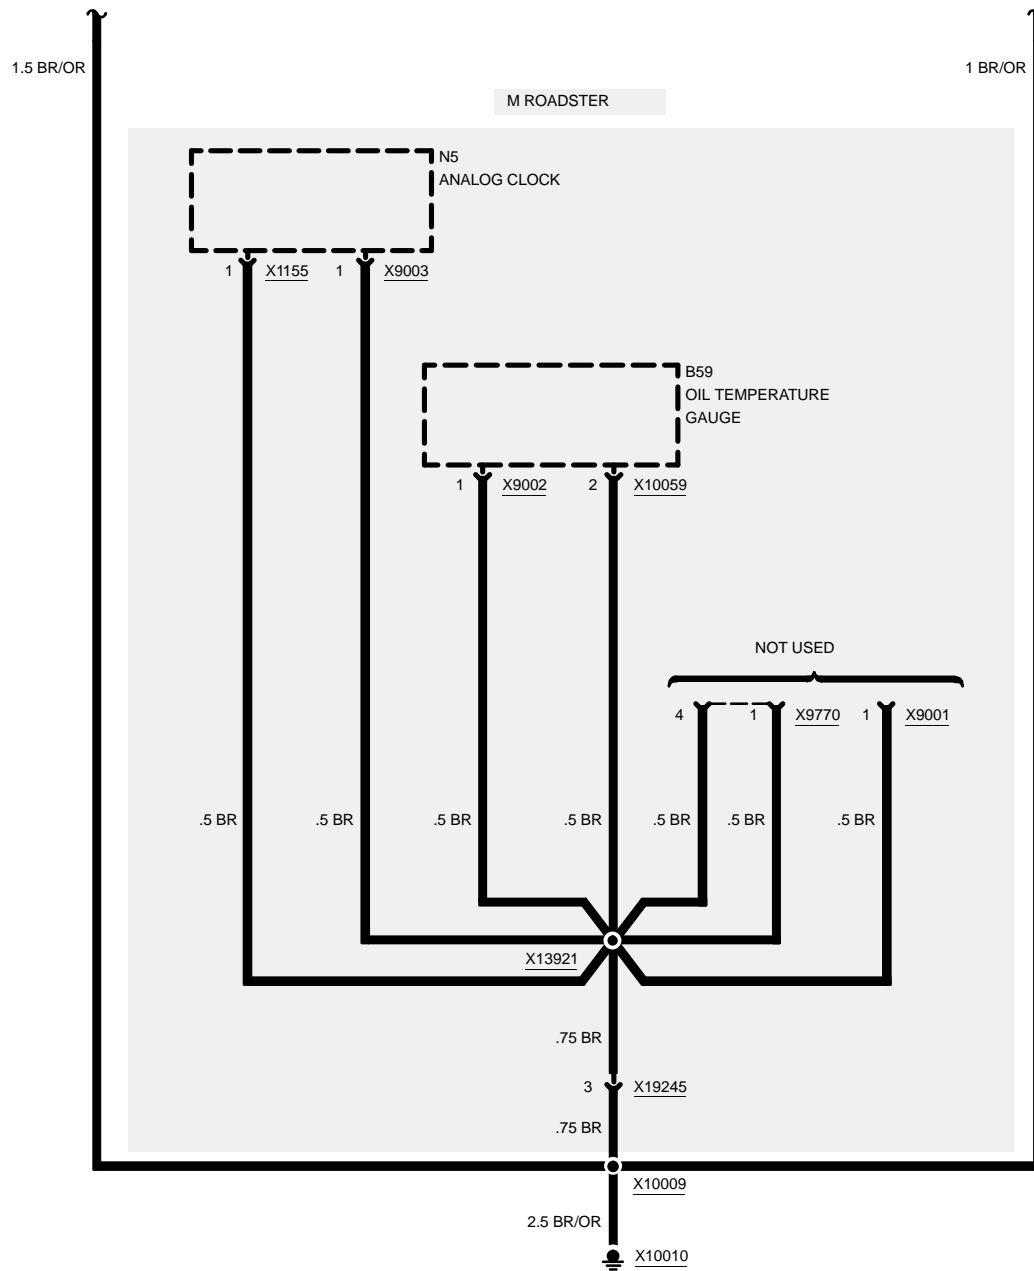 1.5 BR/OR
1 BR/OR
M ROADSTER
N5
ANALOG CLOCK
1 X1155 1 X9003
B59
OIL TEMPERATURE
GAUGE
1 X9002 2 X10059
NOT USED
4 1 X9770 1 X9001
.5 BR .5 BR .5 BR .5 BR .5 BR .5 BR .5 BR
X13921
.75 BR
3 X19245
.75 BR
X10009
2.5 BR/OR
X10010